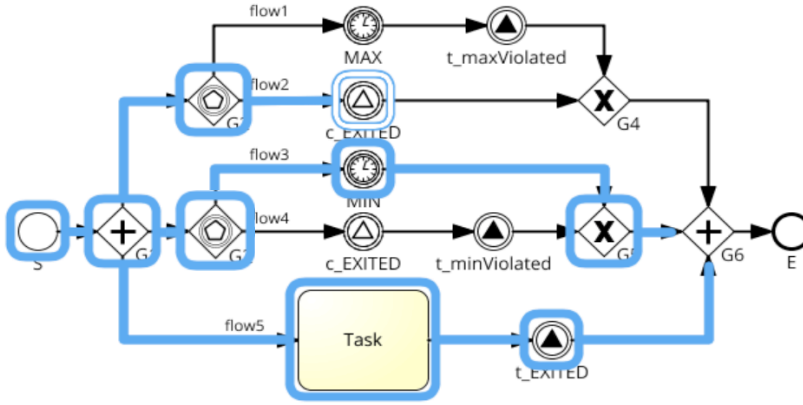 flow1
MAX
t_maxViolated
flow2
c_EXITED
G4
flow3
MIN
flow4
c_EXITED
t_minViolated
G6
S
E
flow5
Task
t_EXITED